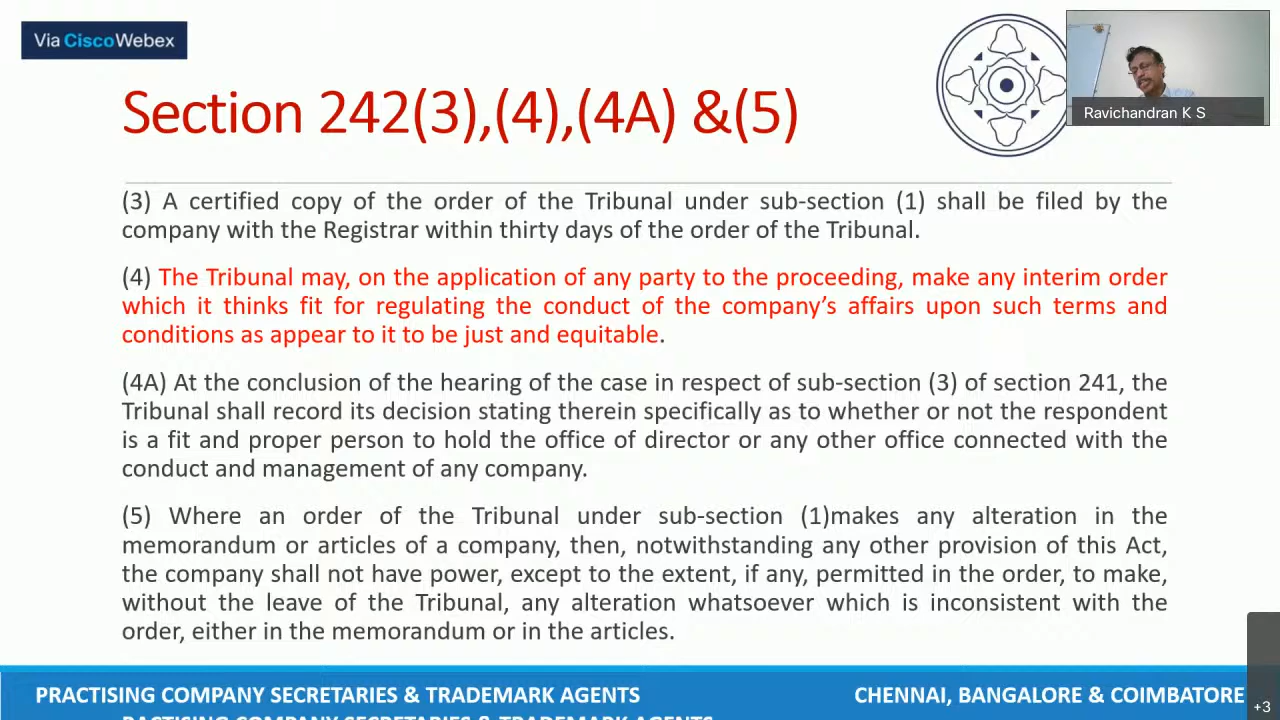 Via CiscoWebex
Ravichandran K S
Section 242(3),(4),(4A) &(5)
(3) A certified copy of the order of the Tribunal under sub-section (1) shall be filed by the
company with the Registrar within thirty days of the order of the Tribunal.
(4) The Tribunal may, on the application of any party to the proceeding, make any interim order
which it thinks fit for regulating the conduct of the company’s affairs upon such terms and
conditions as appear to it to be just and equitable.
(4A) At the conclusion of the hearing of the case in respect of sub-section (3) of section 241, the
Tribunal shall record its decision stating therein specifically as to whether or not the respondent
is a fit and proper person to hold the office of director or any other office connected with the
conduct and management of any company.
(5) Where an order of the Tribunal under sub-section (1)makes any alteration in the
memorandum or articles of a company, then, notwithstanding any other provision of this Act,
the company shall not have power, except to the extent, if any, permitted in the order, to make,
without the leave of the Tribunal, any alteration whatsoever which is inconsistent with the
order, either in the memorandum or in the articles.
PRACTISING COMPANY SECRETARIES & TRADEMARK AGENTS CHENNAI, BANGALORE & COIMBATORE
PRACTISING COMPANY SECRETARIES & TRADEMARK AGENTS
+3